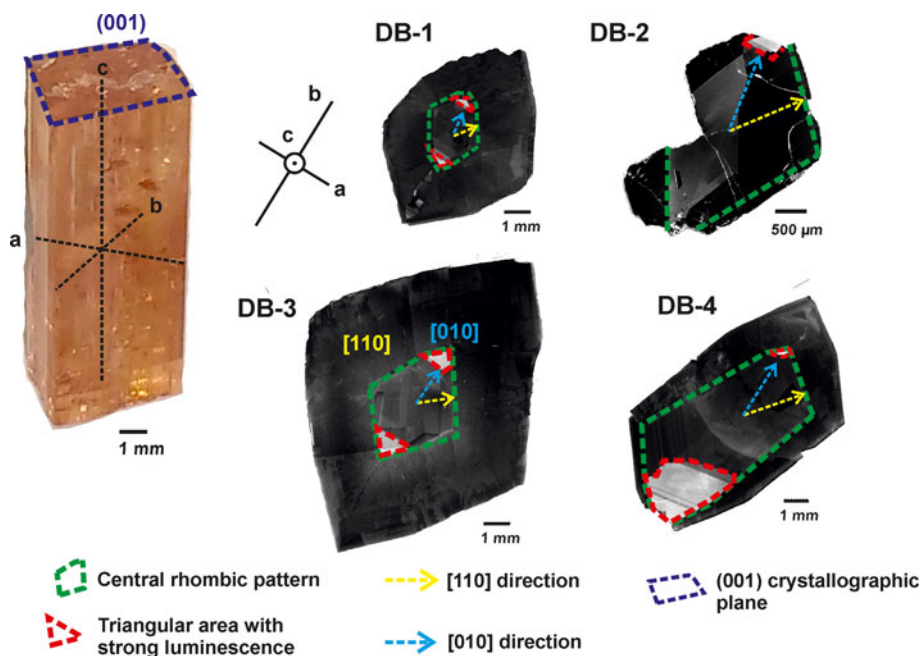 (001)
c
b
a
1 mm
b
c
a
DB-1
1 mm
DB-2
500 µm
DB-3
[110]
[010]
1 mm
DB-4
1 mm
Central rhombic pattern
Triangular area with
strong luminescence
[110] direction
[010] direction
(001) crystallographic
plane